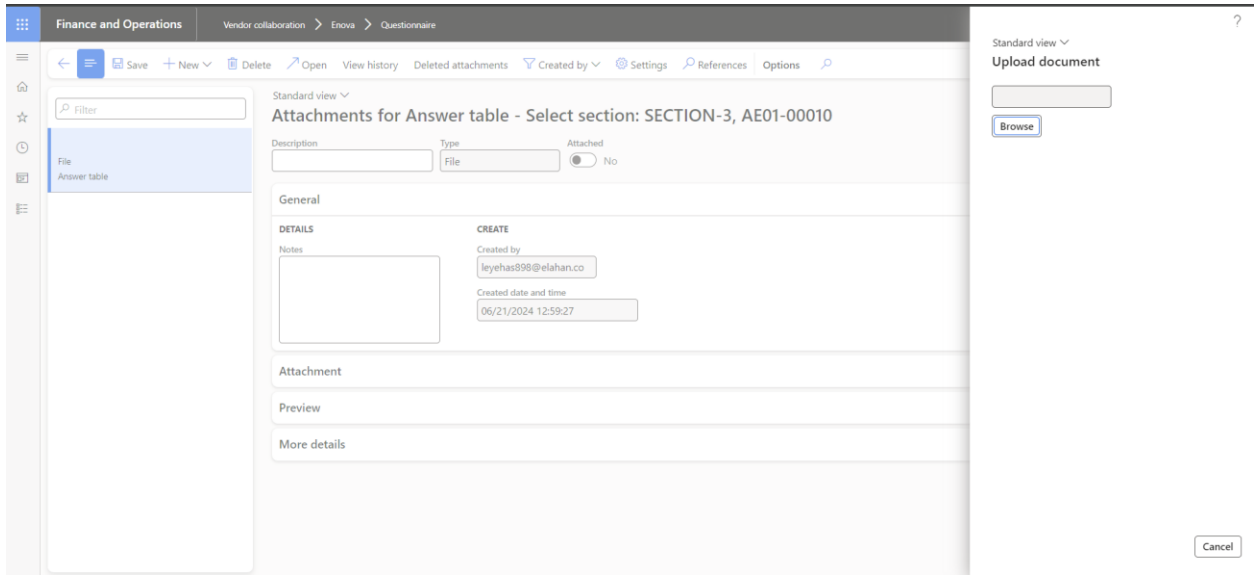 Finance and Operations Vendor collaboration > Enova > Questionnaire
?
Save New Delete Open View history Deleted attachments Created by Settings References Options
Filter
File
Answer table
Standard view
Attachments for Answer table - Select section: SECTION-3, AE01-00010
Description Type Attached
File No
General
DETAILS CREATE
Notes Created by
leyehas898@elahan.co
Created date and time
06/21/2024 12:59:27
Attachment
Preview
More details
Standard view
Upload document
Browse
Cancel